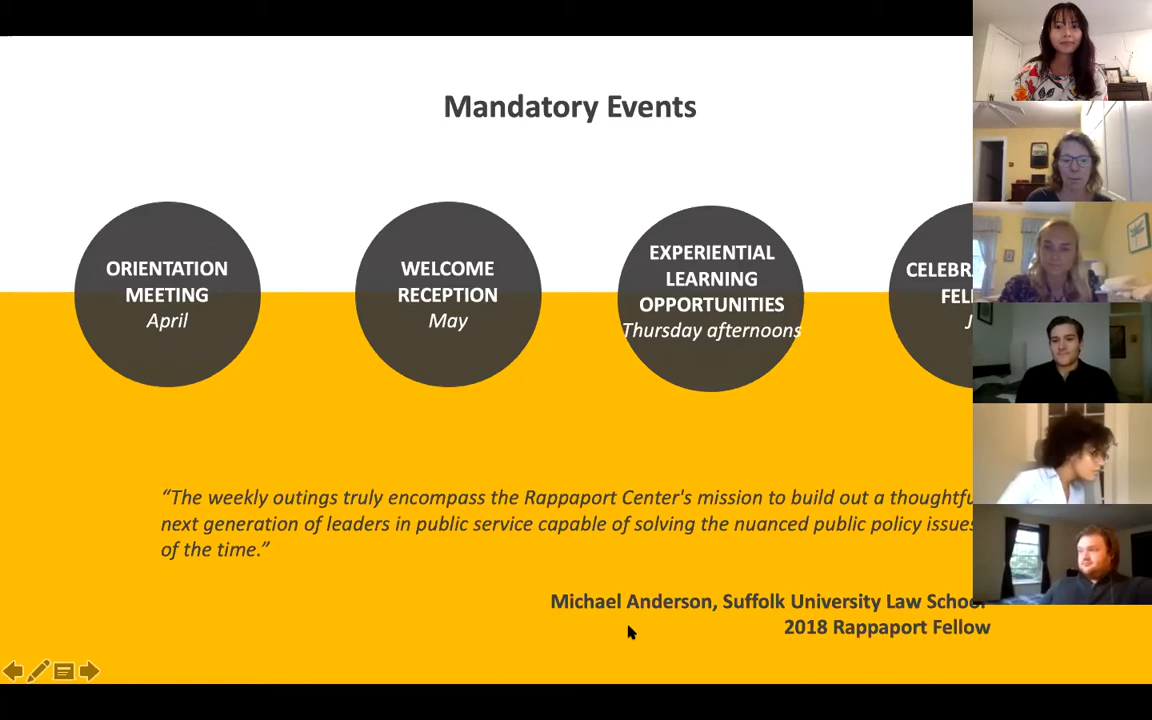 Mandatory Events
ORIENTATION
MEETING
April
WELCOME
RECEPTION
May
EXPERIENTIAL
LEARNING
OPPORTUNITIES
Thursday afternoons
“The weekly outings truly encompass the Rappaport Center's mission to build out a
next generation of leaders in public service capable of solving the nuanced public policy issues
of the time.”
Michael Anderson, Suffolk University Law School
2018 Rappaport Fellow